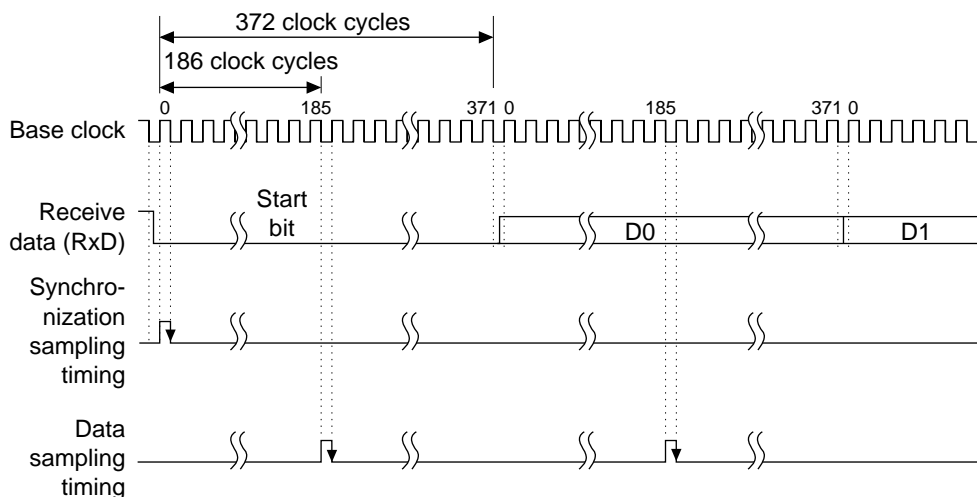 372 clock cycles
186 clock cycles
0 185 371 0 185 371 0
Base clock
Receive
data (RxD)
Start
bit
D0
D1
Synchro-
nization
sampling
timing
Data
sampling
timing